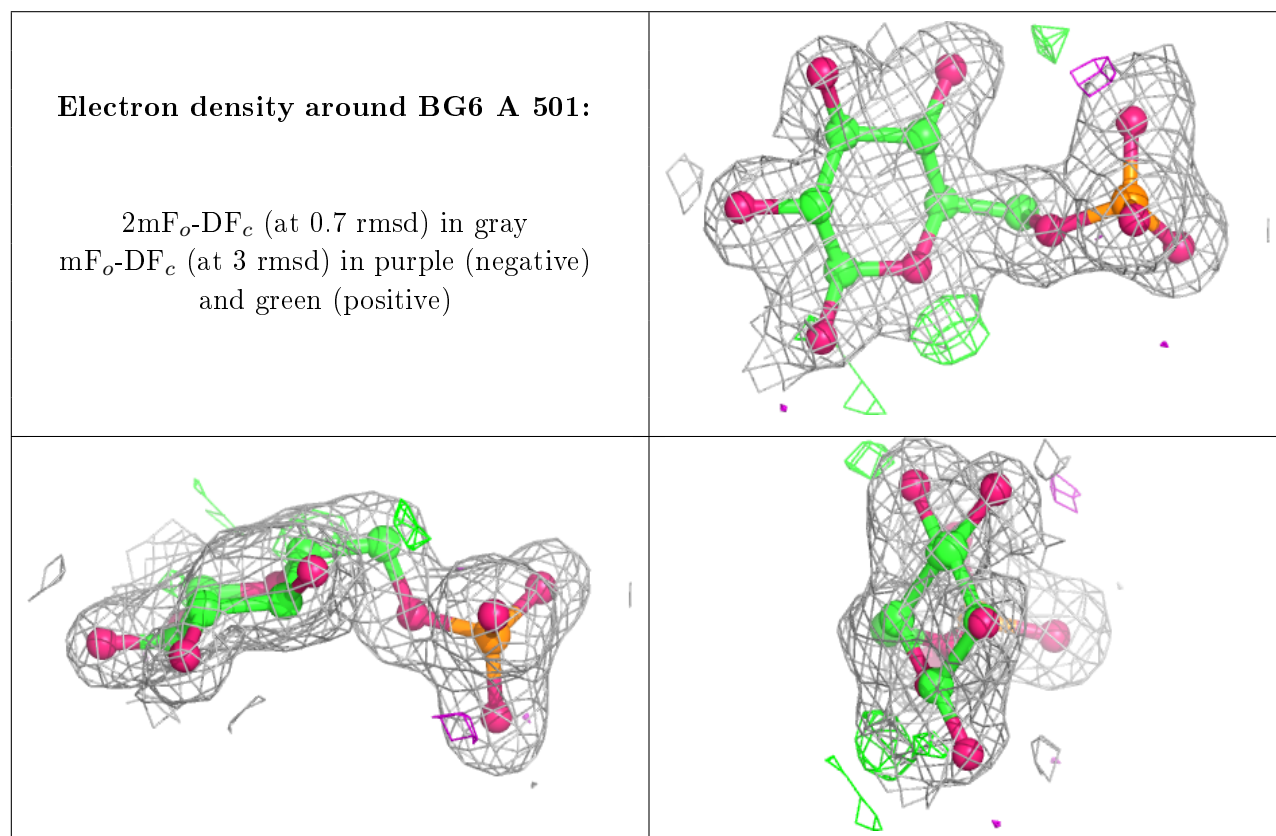 Electron density around BG6 A 501:
2mFo-DFc (at 0.7 rmsd) in gray
mFo-DFc (at 3 rmsd) in purple (negative)
and green (positive)